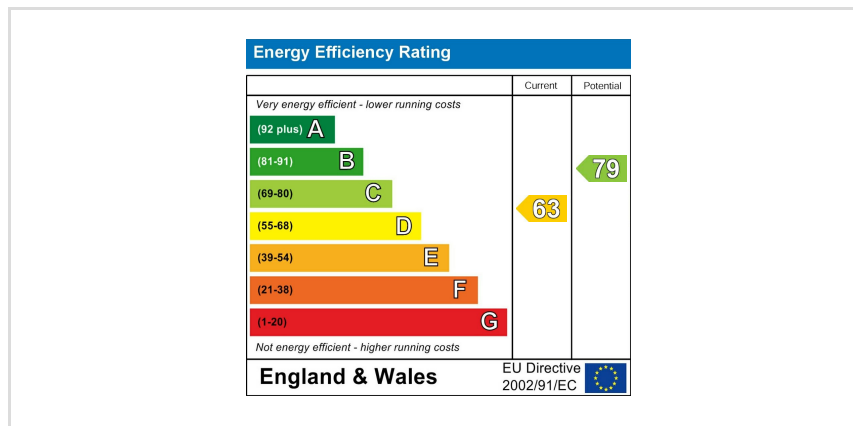 Energy Efficiency Rating
Current Potential
Very energy efficient - lower running costs
(92 plus) A
(81-91) B
79
(69-80) C
63
(55-68) D
(39-54) E
(21-38) F
(1-20) G
Not energy efficient - higher running costs
England & Wales
EU Directive
2002/91/EC